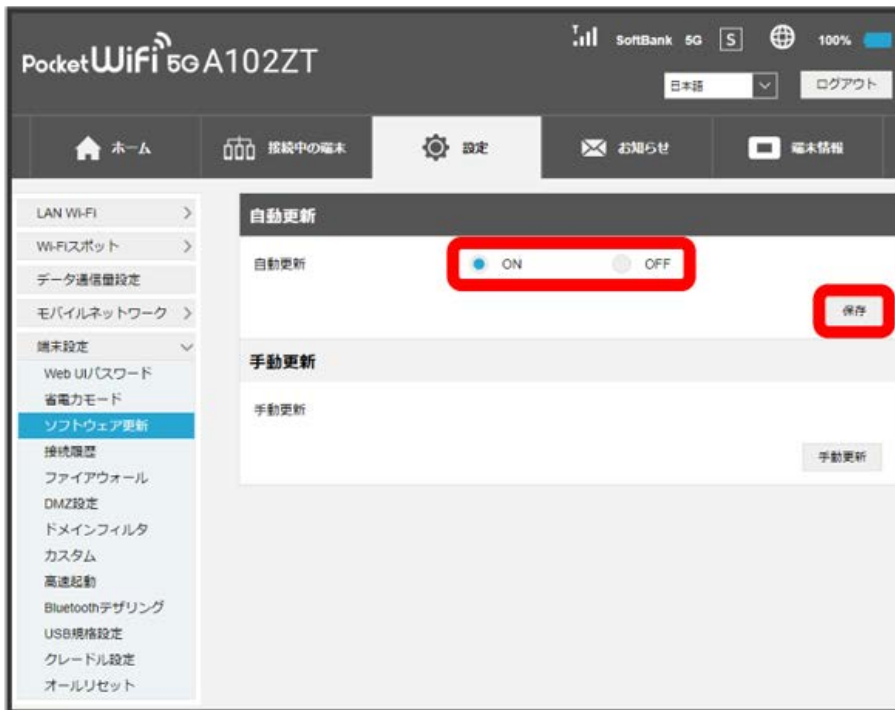 SoftBank 5G S 100%
Pocket WiFi 5G A102ZT
日本語 ログアウト
ホーム 接続中の端末 設定 お知らせ 端末情報
LAN Wi-Fi
Wi-Fiスポット
データ通信量設定
モバイルネットワーク
端末設定
Web UIパスワード
省電力モード
ソフトウェア更新
接続履歴
ファイアウォール
DMZ設定
ドメインフィルタ
カスタム
高速起動
Bluetoothテザリング
USB規格設定
クレードル設定
オールリセット
自動更新
自動更新 ON OFF
保存
手動更新
手動更新
手動更新